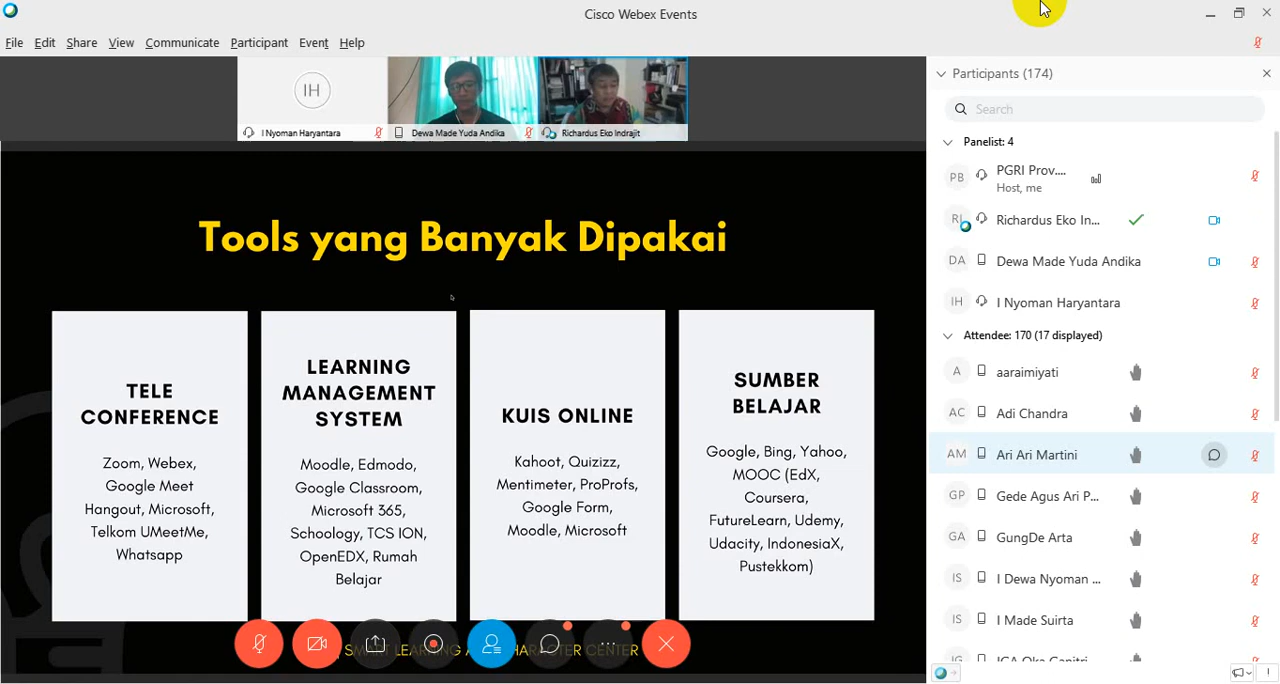 Cisco Webex Events
File Edit Share View Communicate Participant Event Help
IH
I Nyoman Haryantara
Dewa Made Yuda Andika
Richardus Eko Indrajit
Tools yang Banyak Dipakai
TELE
CONFERENCE
Zoom, Webex,
Google Meet
Hangout, Microsoft,
Telkom UMeetMe,
Whatsapp
LEARNING
MANAGEMENT
SYSTEM
Moodle, Edmodo,
Google Classroom,
Microsoft 365,
Schoology, TCS ION,
OpenEDX, Rumah
Belajar
KUIS ONLINE
Kahoot, Quizizz,
Mentimeter, ProProfs,
Google Form,
Moodle, Microsoft
SUMBER
BELAJAR
Google, Bing, Yahoo,
MOOC (EdX,
Coursera,
FutureLearn, Udemy,
Udacity, IndonesiaX,
Pustekkom)
SMART LEARNING CHARACTER CENTER
Participants (174)
Search
Panelist: 4
PB PGRI Prov....
Host, me
RI Richardus Eko In...
DA Dewa Made Yuda Andika
IH I Nyoman Haryantara
Attendee: 170 (17 displayed)
A aaraimiyati
AC Adi Chandra
AM Ari Ari Martini
GP Gede Agus Ari P...
GA GungDe Arta
IS I Dewa Nyoman ...
IS I Made Suirta